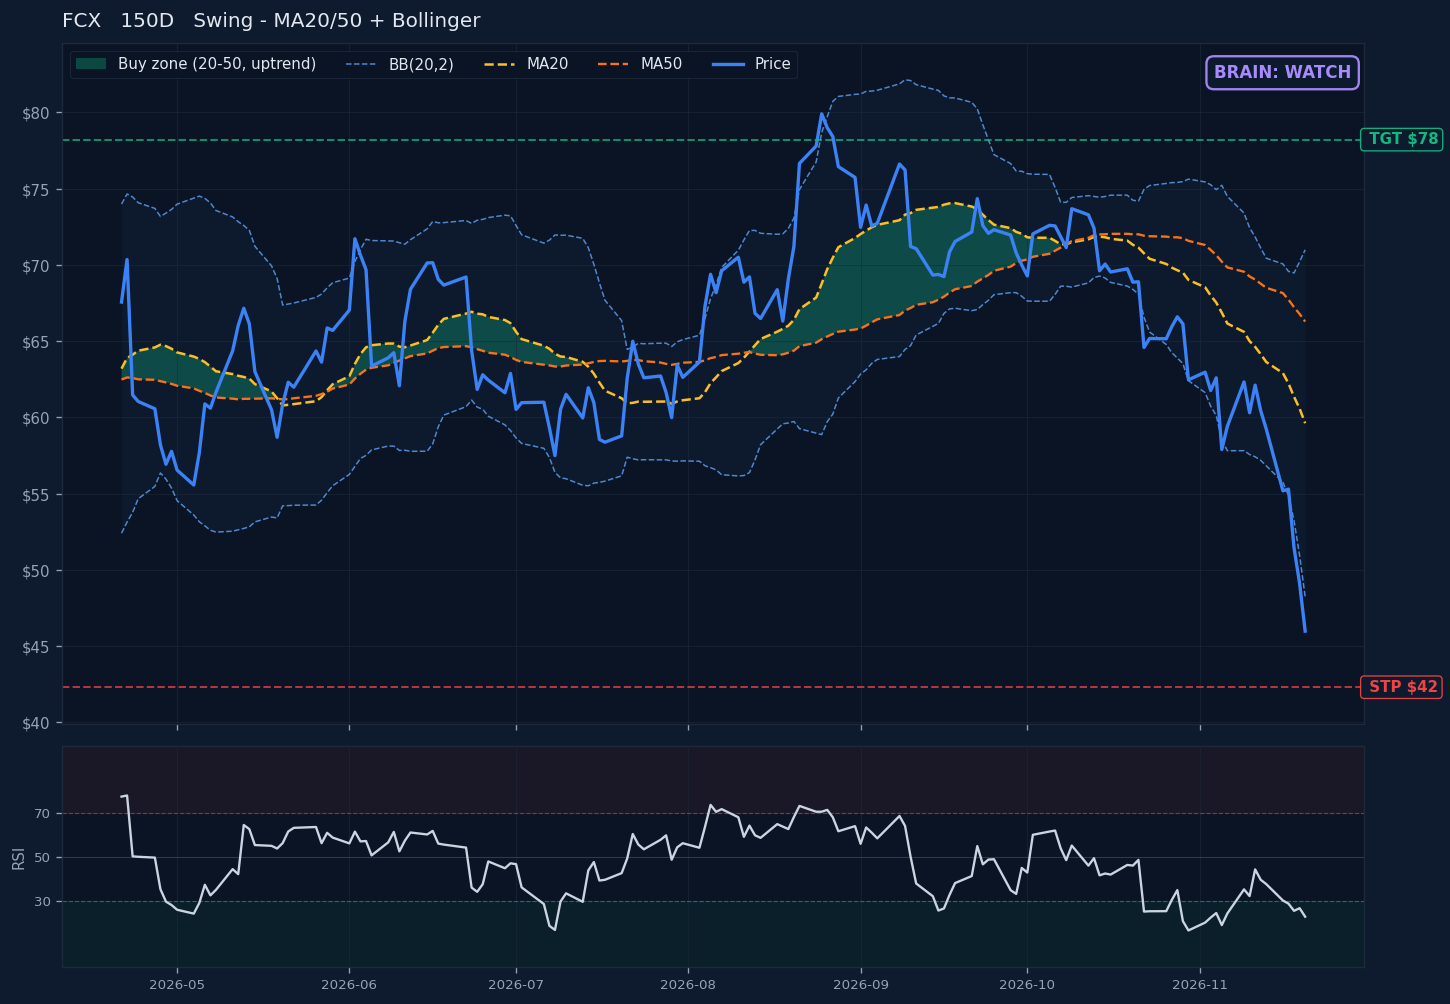 FCX   150D   Swing - MA20/50 + Bollinger
Buy zone (20-50, uptrend)   BB(20,2)   MA20   MA50   Price
BRAIN: WATCH
$80
TGT $78
$75
$70
$65
$60
$55
$50
$45
STP $42
$40
RSI
70
50
30
2026-05   2026-06   2026-07   2026-08   2026-09   2026-10   2026-11